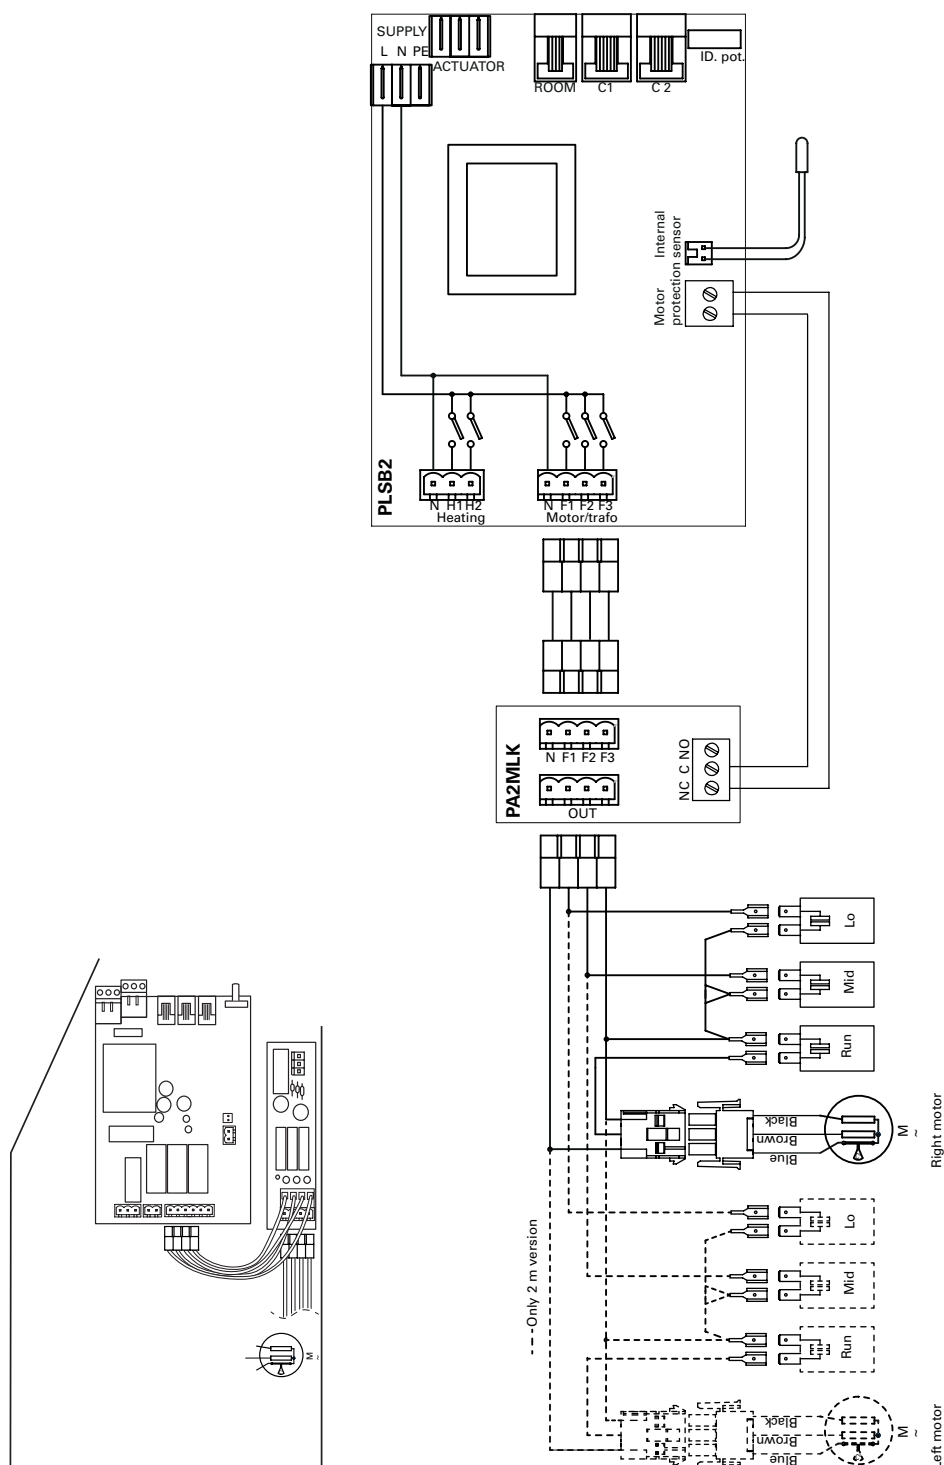 SUPPLY
L N PE
ACTUATOR
ROOM
C1
C 2
ID. pot.
Internal
protection sensor
Motor
PLSB2
N H1 H2
Heating
N F1 F2 F3
Motor/trafo
PA2MLK
N F1 F2 F3
OUT
NC C NO
Lo
Mid
Run
Black
Brown
Blue
M
~
Right motor
---- Only 2 m version
Lo
Mid
Run
Black
Brown
Blue
M
~
Left motor
M
~